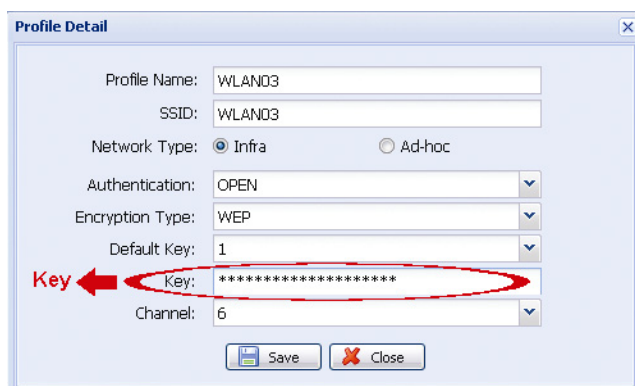 Profile Detail
Profile Name: WLAN03
SSID: WLAN03
Network Type: Infra Ad-hoc
Authentication: OPEN
Encryption Type: WEP
Default Key: 1
Key Key: ********************
Channel: 6
Save Close